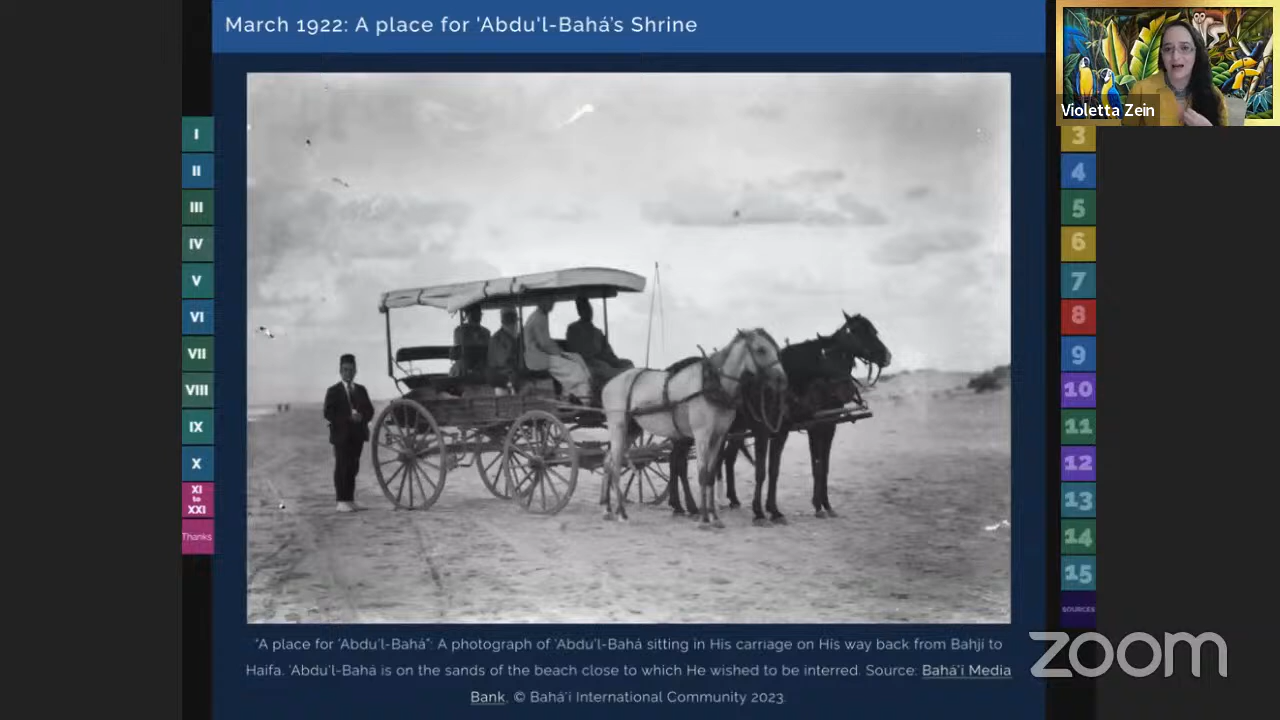 March 1922: A place for 'Abdu'l-Bahá's Shrine
Violetta Zein
I
II
III
IV
V
VI
VII
VIII
IX
X
XI
to
XXI
Thanks
3
4
5
6
7
8
9
10
11
12
13
14
15
SOURCES
"A place for 'Abdu'l-Bahá": A photograph of 'Abdu'l-Bahá sitting in His carriage on His way back from Bahjí to
Haifa. 'Abdu'l-Bahá is on the sands of the beach close to which He wished to be interred. Source: Bahá'í Media
Bank, © Bahá'í International Community 2023.
zoom